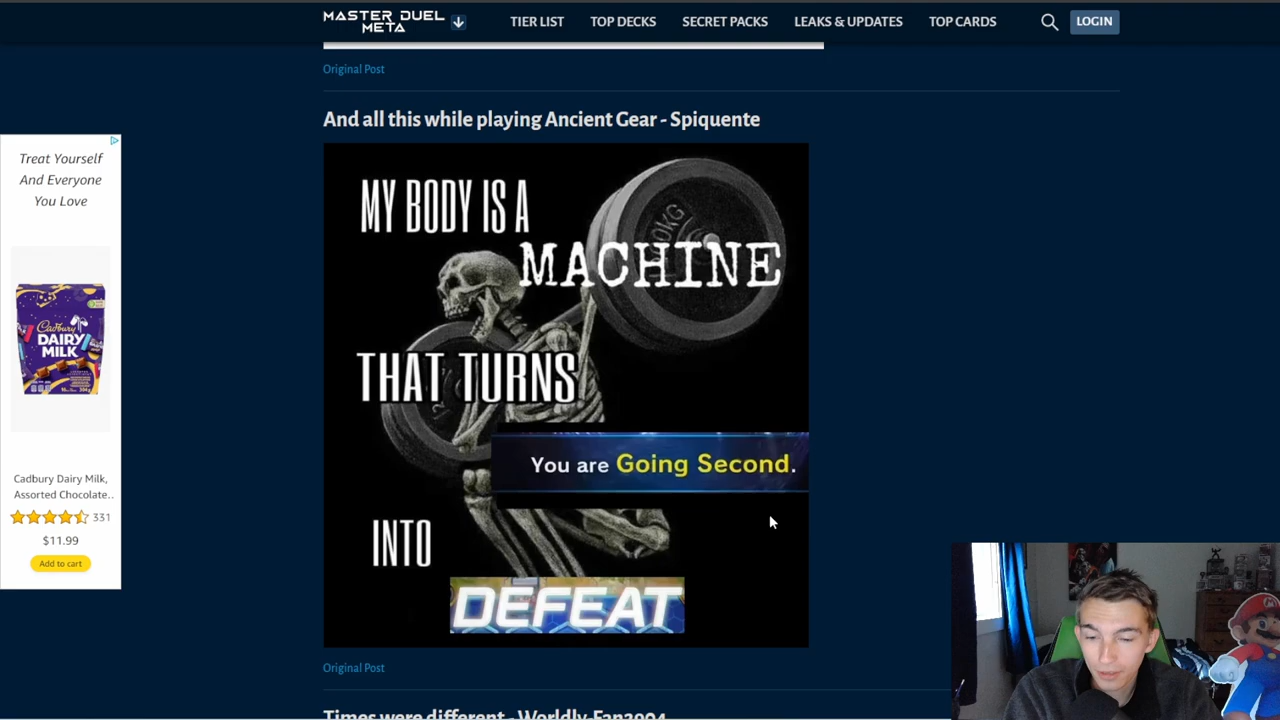 MASTER DUEL
META
TIER LIST
TOP DECKS
SECRET PACKS
LEAKS & UPDATES
TOP CARDS
LOGIN
Original Post
And all this while playing Ancient Gear - Spiquente
Treat Yourself
And Everyone
You Love
Cadbury
DAIRY
MILK
Cadbury Dairy Milk,
Assorted Chocolate..
331
$11.99
Add to cart
MY BODY IS A
MACHINE
THAT TURNS
You are Going Second.
INTO
DEFEAT
Original Post
Times were different - Worldly-Fan3904